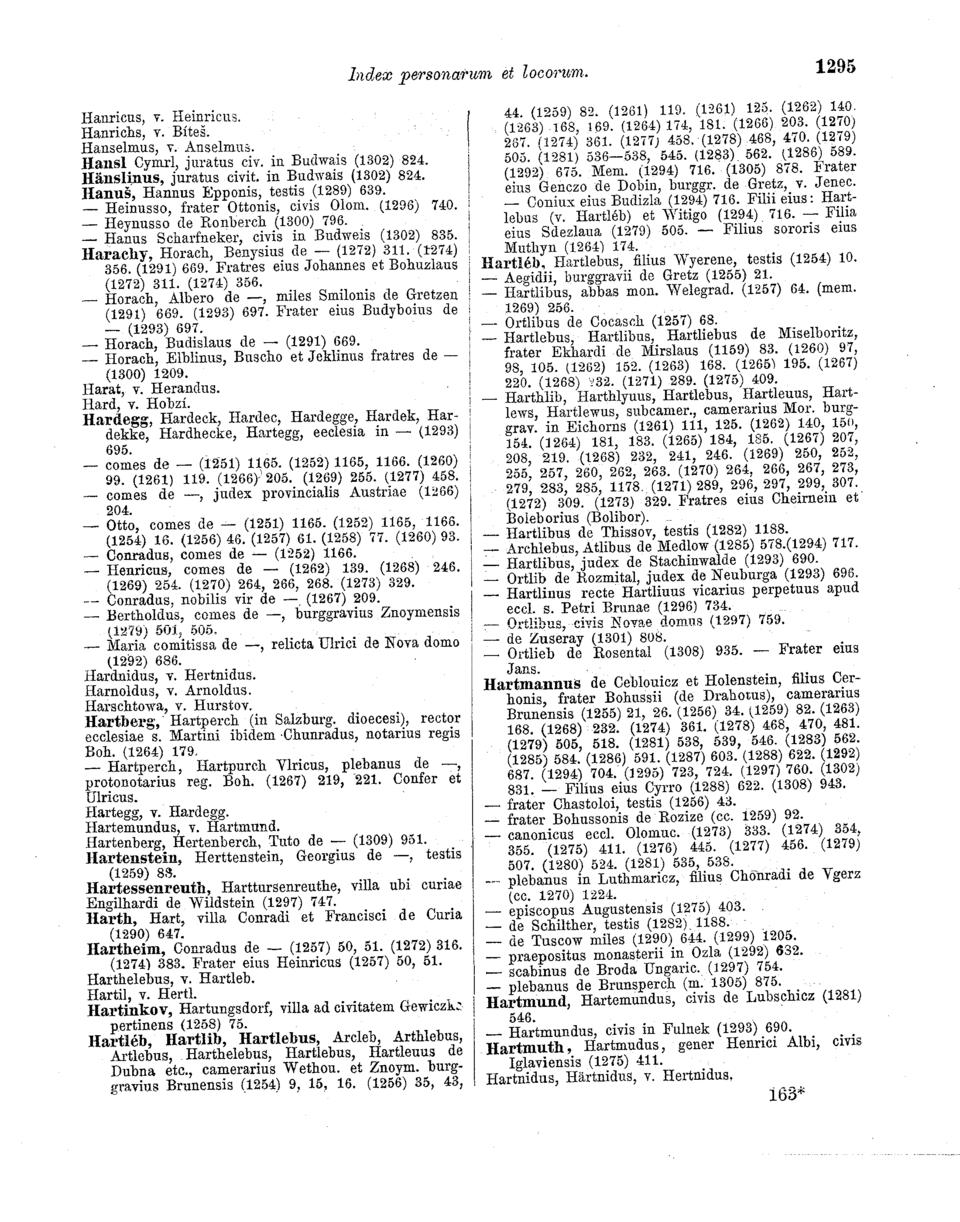 Index personarum et locorum.
1295
Hanricus, v. Heinricus.
Hanrichs, v. Bíteš.
Hanselmus, v. Anselmus.
Hansl Cymrl, juratus civ. in Budwais (1302) 824.
Hänslinus, juratus civit. in Budwais (1302) 824.
Hanuš, Hannus Epponis, testis (1289) 639.
— Heinusso, frater Ottonis, civis Olom. (1296) 740.
— Heynusso de Ronberch (1300) 796.
— Hanus Scharfneker, civis in Budweis (1302) 835.
Harachy, Horach, Benysius de — (1272) 311. (1274)
356. (1291) 669. Fratres eius Johannes et Bohuzlaus
(1272) 311. (1274) 356.
— Horach, Albero de —, miles Smilonis de Gretzen
(1291) 669. (1293) 697. Frater eius Budyboius de
— (1293) 697.
— Horach, Budislaus de — (1291) 669.
— Horach, Elblinus, Buscho et Jeklinus fratres de —
(1300) 1209.
Harat, v. Herandus.
Hard, v. Hobzí.
Hardegg, Hardeck, Hardec, Hardegge, Hardek, Har-
dekke, Hardhecke, Hartegg, ecclesia in — (1293)
695.
— comes de — (1251) 1165. (1252) 1165, 1166. (1260)
99. (1261) 119. (1266) 205. (1269) 255. (1277) 458.
— comes de —, judex provincialis Austriae (1266)
204.
— Otto, comes de — (1251) 1165. (1252) 1165, 1166.
(1254) 16. (1256) 46. (1257) 61. (1258) 77. (1260) 93.
— Conradus, comes de — (1252) 1166.
— Henricus, comes de — (1262) 139. (1268) 246.
(1269) 254. (1270) 264, 266, 268. (1273) 329.
— Conradus, nobilis vir de — (1267) 209.
— Bertholdus, comes de —, burggravius Znoymensis
(1279) 501, 505.
— Maria comitissa de —, relicta Ulrici de Nova domo
(1292) 686.
Hardnidus, v. Hertnidus.
Harnoldus, v. Arnoldus.
Harschtowa, v. Hurstov.
Hartberg, Hartperch (in Salzburg. dioecesi), rector
ecclesiae s. Martini ibidem Chunradus, notarius regis
Boh. (1264) 179.
— Hartperch, Hartpurch Vlricus, plebanus de —,
protonotarius reg. Boh. (1267) 219, 221. Confer et
Ulricus.
Hartegg, v. Hardegg.
Hartemundus, v. Hartmund.
Hartenberg, Hertenberch, Tuto de — (1309) 951.
Hartenstein, Herttenstein, Georgius de —, testis
(1259) 83.
Hartessenreuth, Harttursenreuthe, villa ubi curiae
Engilhardi de Wildstein (1297) 747.
Harth, Hart, villa Conradi et Francisci de Curia
(1290) 647.
Hartheim, Conradus de — (1257) 50, 51. (1272) 316.
(1274) 383. Frater eius Heinricus (1257) 50, 51.
Harthelebus, v. Hartleb.
Hartil, v. Hertl.
Hartinkov, Hartungsdorf, villa ad civitatem Gewiczke
pertinens (1258) 75.
Hartléb, Hartlib, Hartlebus, Arcleb, Arthlebus,
Artlebus, Harthelebus, Hartlebus, Hartleuus de
Dubna etc., camerarius Wethou. et Znoym. burg-
gravius Brunensis (1254) 9, 15, 16. (1256) 35, 43,
44. (1259) 82. (1261) 119. (1261) 125. (1262) 140.
(1263) 168, 169. (1264) 174, 181. (1266) 203. (1270)
267. (1274) 361. (1277) 458. (1278) 468, 470. (1279)
505. (1281) 536—538, 545. (1283) 562. (1286) 589.
(1292) 675. Mem. (1294) 716. (1305) 878. Frater
eius Genczo de Dobin, burggr. de Gretz, v. Jenec.
— Coniux eius Budizla (1294) 716. Filii eius: Hart-
lebus (v. Hartléb) et Witigo (1294) 716. — Filia
eius Sdezlaua (1279) 505. — Filius sororis eius
Muthyn (1264) 174.
Hartléb, Hartlebus, filius Wyerene, testis (1254) 10.
— Aegidii, burggravii de Gretz (1255) 21.
— Hartlibus, abbas mon. Welegrad. (1257) 64. (mem.
1269) 256.
— Ortlibus de Cocasch (1257) 68.
— Hartlebus, Hartlibus, Hartliebus de Miselboritz,
frater Ekhardi de Mirslaus (1159) 83. (1260) 97,
98, 105. (1262) 152. (1263) 168. (1265) 195. (1267)
220. (1268) 232. (1271) 289. (1275) 409.
— Harthlib, Harthlyuus, Hartlebus, Hartleuus, Hart-
lews, Hartlewus, subcamer., camerarius Mor. burg-
grav. in Eichorns (1261) 111, 125. (1262) 140, 150,
154. (1264) 181, 183. (1265) 184, 185. (1267) 207,
208, 219. (1268) 232, 241, 246. (1269) 250, 252,
255, 257, 260, 262, 263. (1270) 264, 266, 267, 273,
279, 283, 285, 1178. (1271) 289, 296, 297, 299, 307.
(1272) 309. (1273) 329. Fratres eius Cheirnein et
Boleborius (Bolibor).
— Hartlibus de Thissov, testis (1282) 1188.
— Archlebus, Atlibus de Medlow (1285) 578.(1294) 717.
— Hartlibus, judex de Stachinwalde (1293) 690.
— Ortlib de Rozmital, judex de Neuburga (1293) 696.
— Hartlinus recte Hartliuus vicarius perpetuus apud
eccl. s. Petri Brunae (1296) 734.
— Ortlibus, civis Novae domus (1297) 759.
— de Zuseray (1301) 808.
— Ortlieb de Rosental (1308) 935. — Frater eius
Jans.
Hartmannus de Ceblouicz et Holenstein, filius Cer-
honis, frater Bohussii (de Drahotus), camerarius
Brunensis (1255) 21, 26. (1256) 34. (1259) 82. (1263)
168. (1268) 232. (1274) 361. (1278) 468, 470, 481.
(1279) 505, 518. (1281) 538, 539, 546. (1283) 562.
(1285) 584. (1286) 591. (1287) 603. (1288) 622. (1292)
687. (1294) 704. (1295) 723, 724. (1297) 760. (1302)
831. — Filius eius Cyrro (1288) 622. (1308) 943.
— frater Chastoloi, testis (1256) 43.
— frater Bohussonis de Rozize (cc. 1259) 92.
— canonicus eccl. Olomuc. (1273) 333. (1274) 354,
355. (1275) 411. (1276) 445. (1277) 456. (1279)
507. (1280) 524. (1281) 535, 538.
— plebanus in Luthmaricz, filius Chonradi de Vgerz
(cc. 1270) 1224.
— episcopus Augustensis (1275) 403.
— de Schilther, testis (1282) 1188.
— de Tuscow miles (1290) 644. (1299) 1205.
— praepositus monasterii in Ozla (1292) 632.
— scabinus de Broda Ungaric. (1297) 754.
— plebanus de Brunsperch (m. 1305) 875.
Hartmund, Hartemundus, civis de Lubschicz (1281)
546.
— Hartmundus, civis in Fulnek (1293) 690.
Hartmuth, Hartmudus, gener Henrici Albi, civis
Iglaviensis (1275) 411.
Hartnidus, Härtnidus, v. Hertnidus.
163*